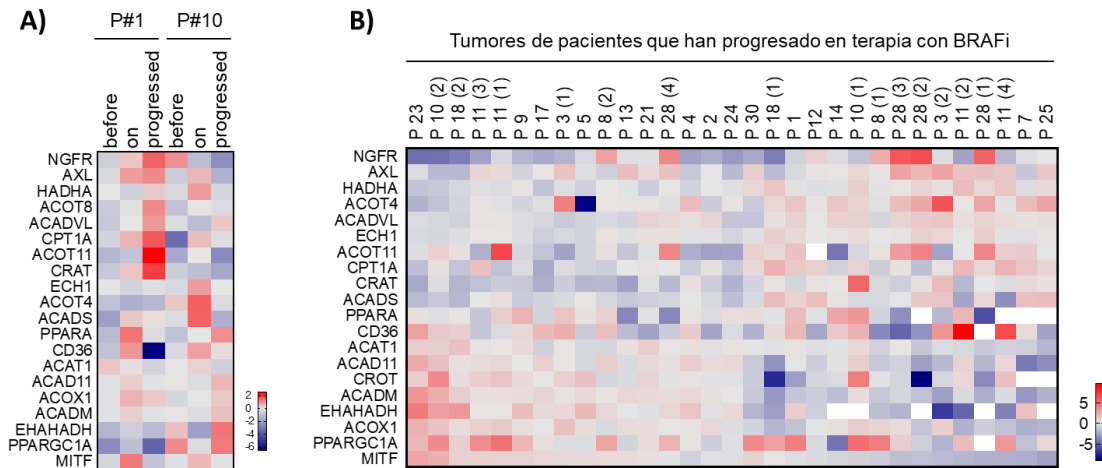 A)
P#1 P#10
before
on
progressed
before
on
progressed
NGFR
AXL
HADHA
ACOT8
ACADVL
CPT1A
ACOT11
CRAT
ECH1
ACOT4
ACADS
PPARA
CD36
ACAT1
ACAD11
ACOX1
ACADM
EHAHADH
PPARGC1A
MITF
2
0
-2
-4
-6
B)
Tumores de pacientes que han progresado en terapia con BRAFi
P 23
P 10 (2)
P 18 (2)
P 11 (3)
P 11 (1)
P 9
P 17
P 3 (1)
P 5
P 8 (2)
P 13
P 21
P 28 (4)
P 4
P 2
P 24
P 30
P 18 (1)
P 1
P12
P 14
P 10 (1)
P 8 (1)
P 28 (3)
P 28 (2)
P 3 (2)
P 11 (2)
P 28 (1)
P 11 (4)
P 7
P 25
NGFR
AXL
HADHA
ACOT4
ACADVL
ECH1
ACOT11
CPT1A
CRAT
ACADS
PPARA
CD36
ACAT1
ACAD11
CROT
ACADM
EHAHADH
ACOX1
PPARGC1A
MITF
5
0
-5